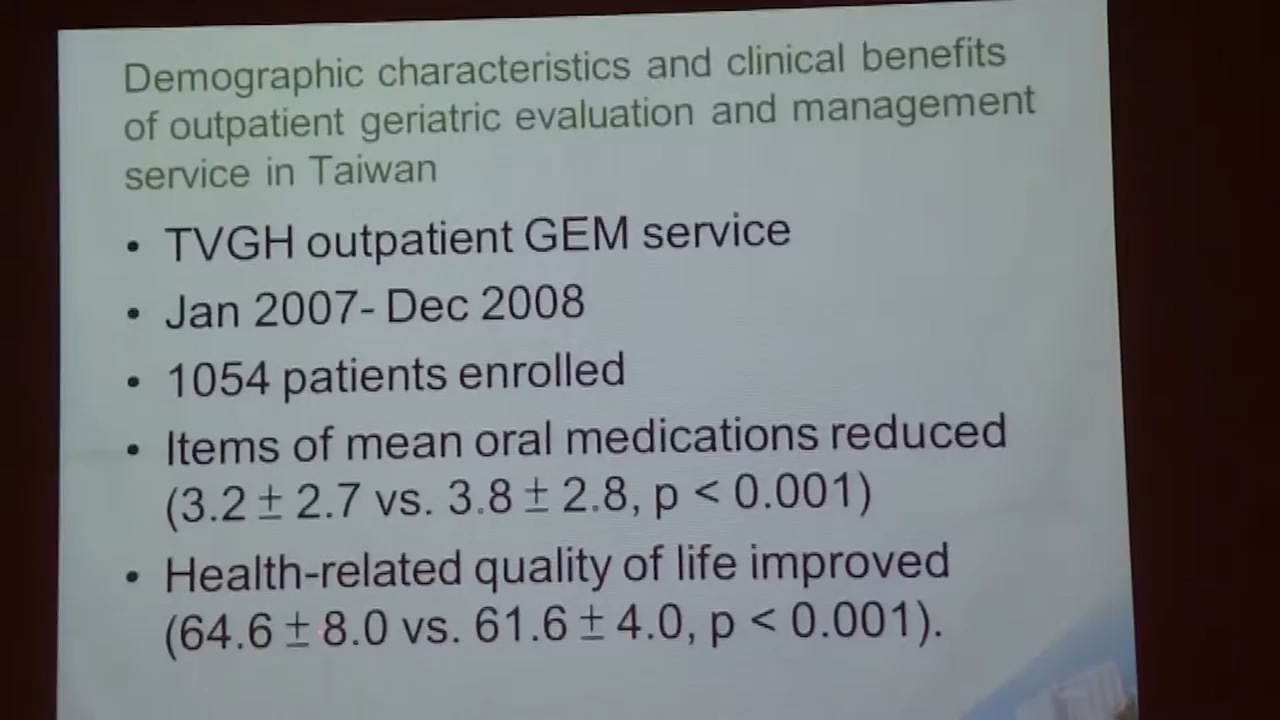 Demographic characteristics and clinical benefits
of outpatient geriatric evaluation and management
service in Taiwan
• TVGH outpatient GEM service
• Jan 2007- Dec 2008
• 1054 patients enrolled
• Items of mean oral medications reduced
(3.2 ± 2.7 vs. 3.8 ± 2.8, p < 0.001)
• Health-related quality of life improved
(64.6 ± 8.0 vs. 61.6 ± 4.0, p < 0.001).